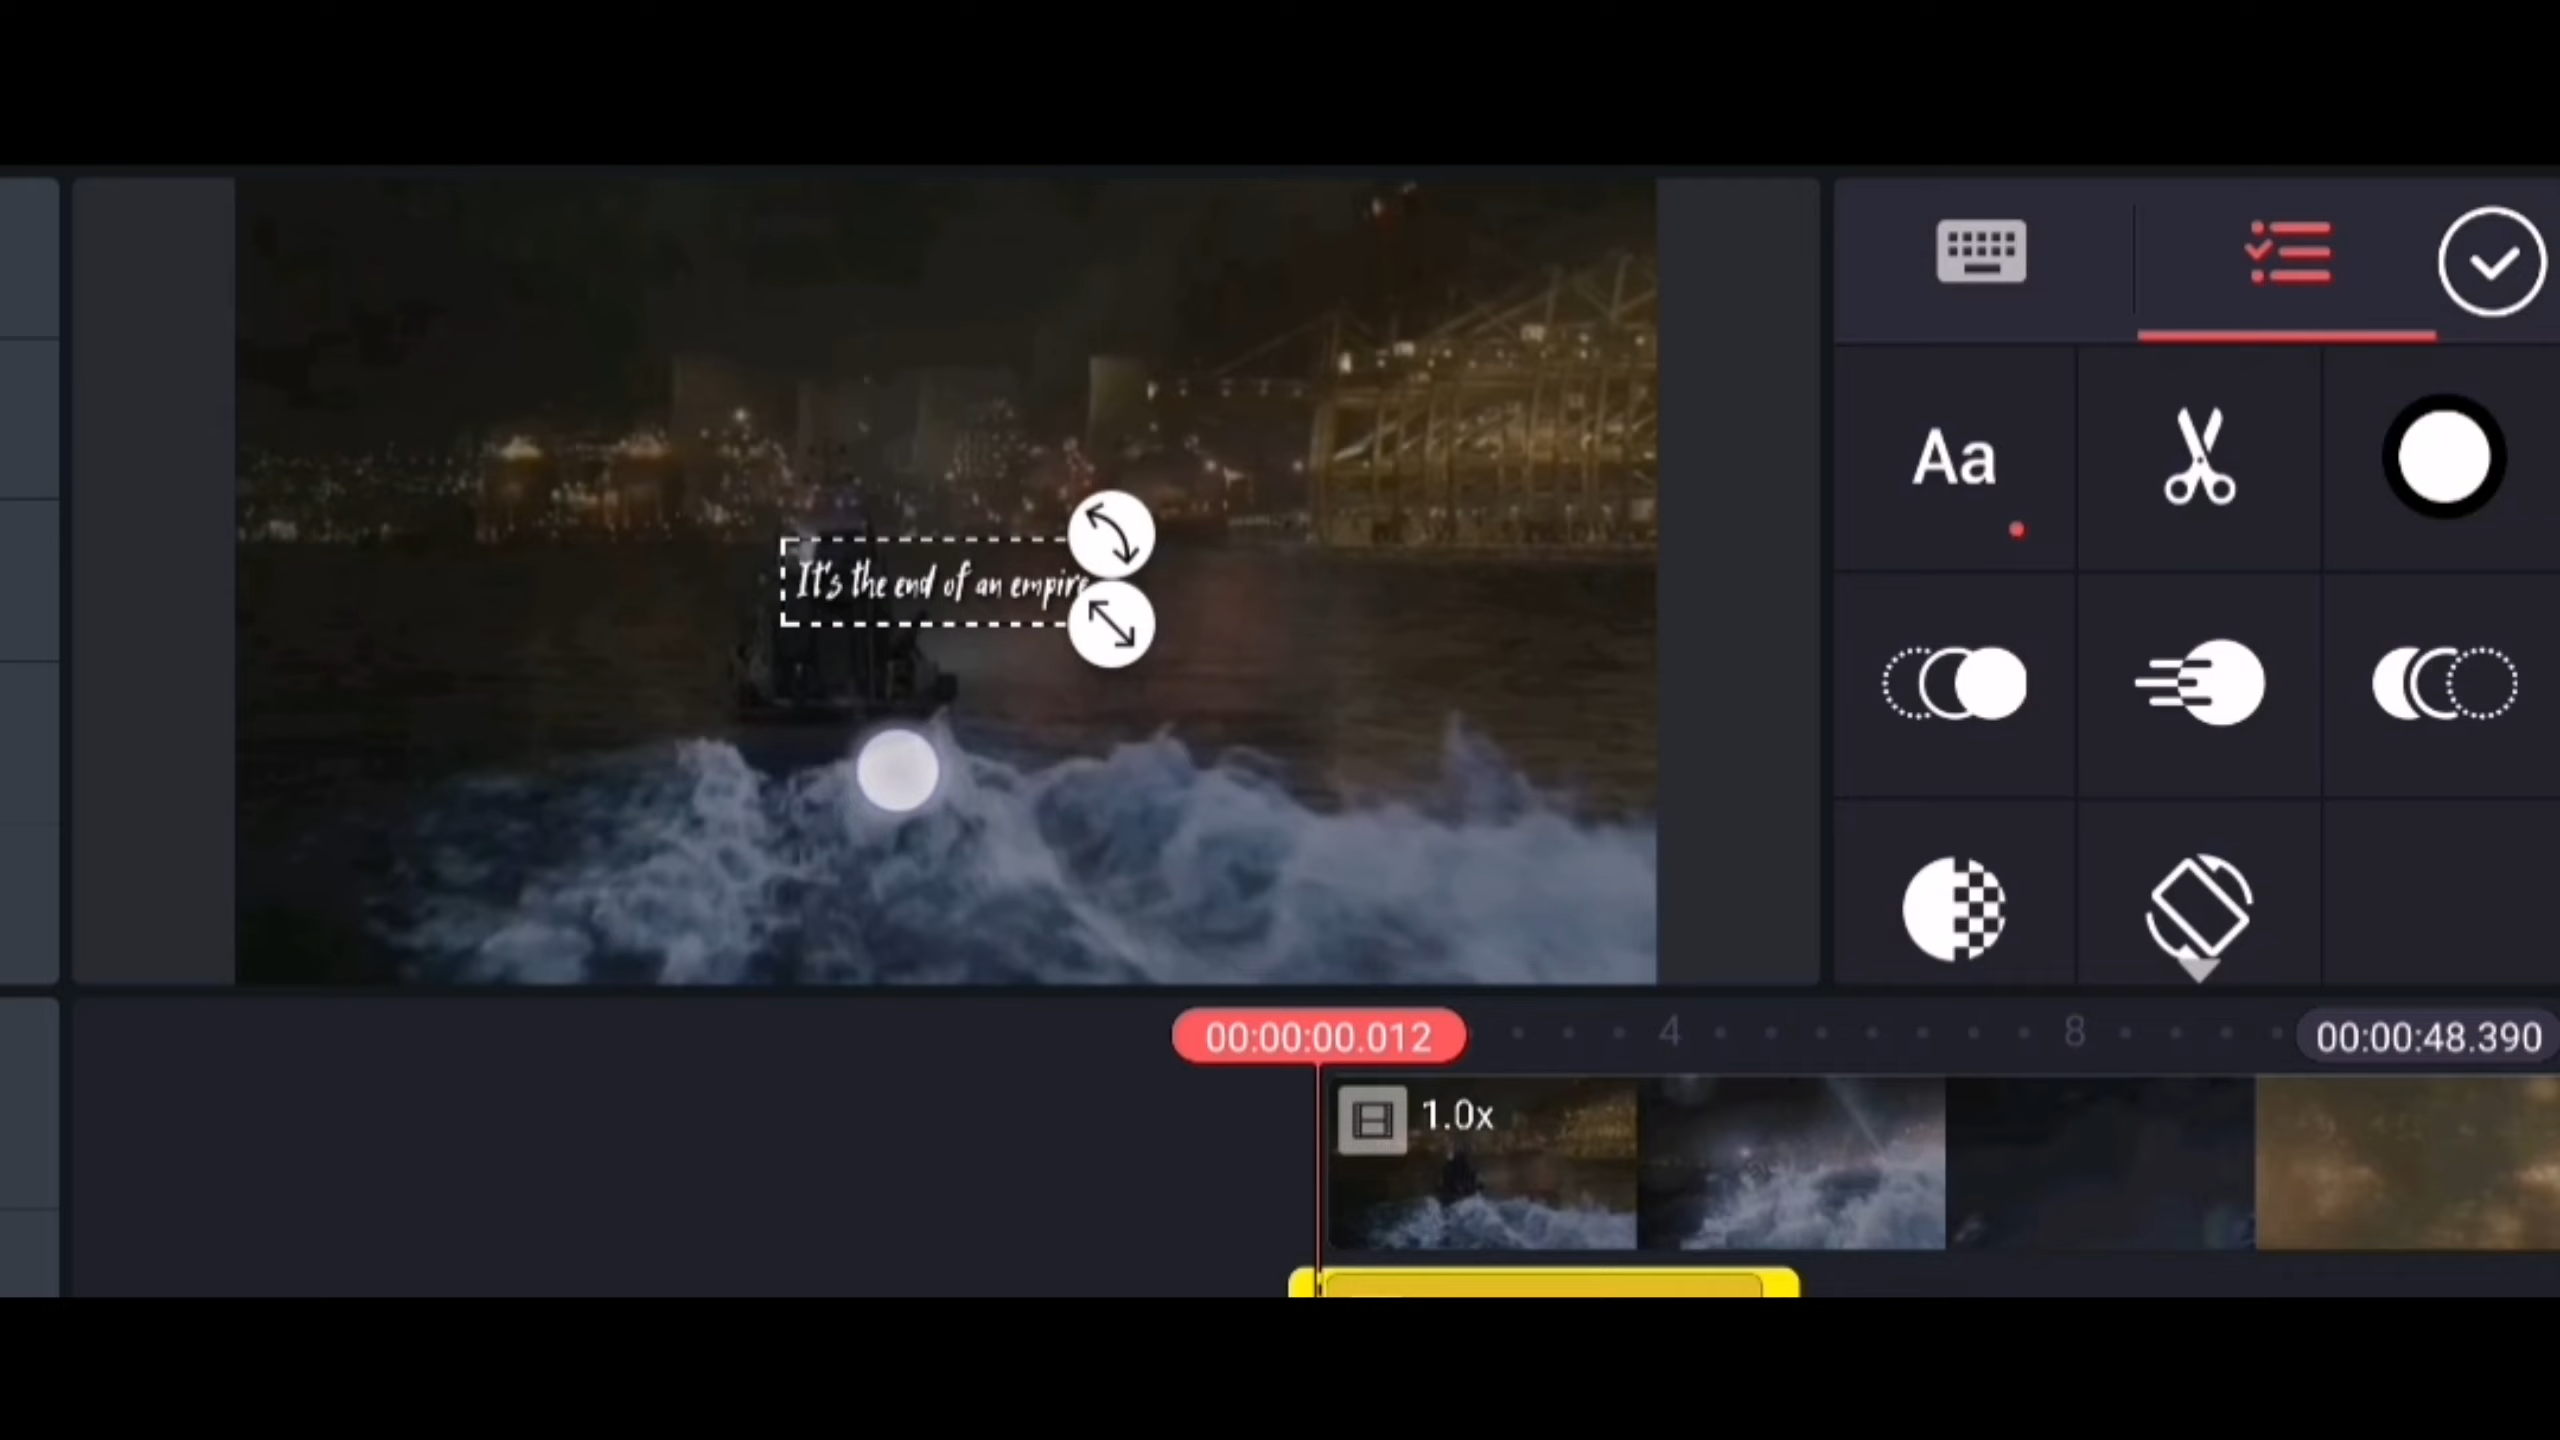 Aa
It's the end of an empire
00:00:00.012
4
8
00:00:48.390
1.0x